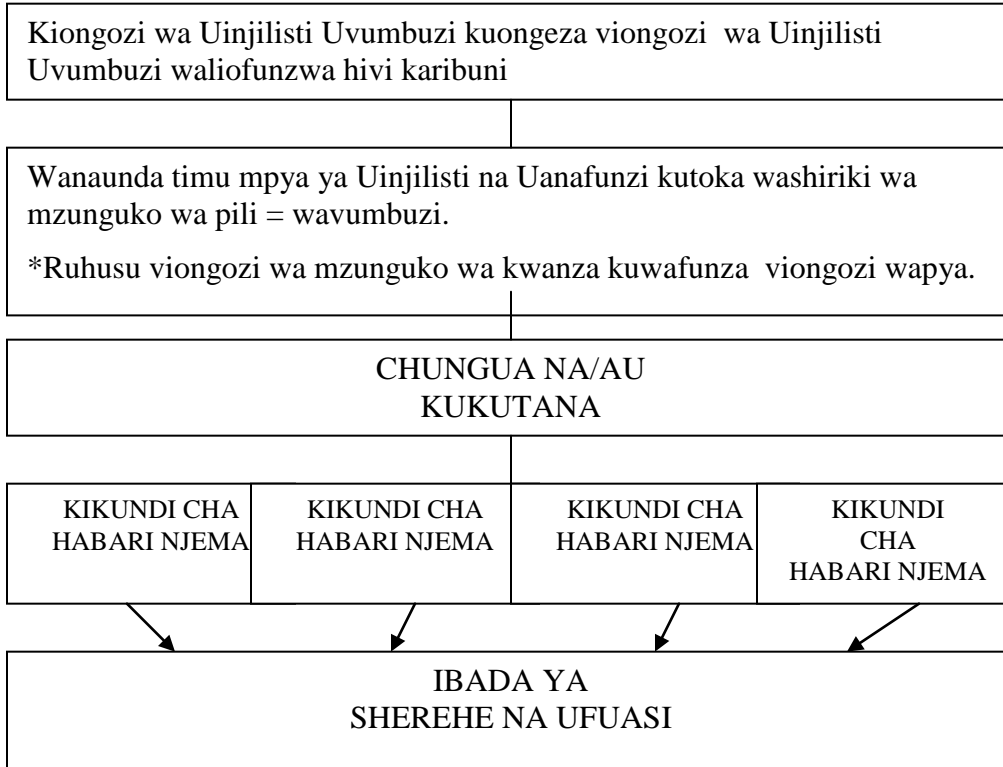 Kiongozi wa Uinjilisti Uvumbuzi kuongeza viongozi wa Uinjilisti
Uvumbuzi waliofunzwa hivi karibuni
Wanaunda timu mpya ya Uinjilisti na Uanafunzi kutoka washiriki wa
mzunguko wa pili = wavumbuzi.
*Ruhusu viongozi wa mzunguko wa kwanza kuwafunza viongozi wapya.
CHUNGUA NA/AU
KUKUTANA
KIKUNDI CHA
HABARI NJEMA
KIKUNDI CHA
HABARI NJEMA
KIKUNDI CHA
HABARI NJEMA
KIKUNDI
CHA
HABARI NJEMA
IBADA YA
SHEREHE NA UFUASI